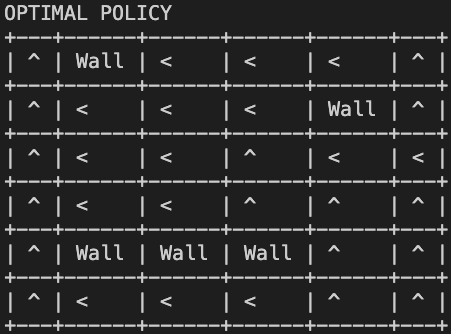 OPTIMAL POLICY
+---+------+------+------+------+---+
| ^ | Wall | <    | <    | <    | ^ |
+---+------+------+------+------+---+
| ^ | <    | <    | <    | Wall | ^ |
+---+------+------+------+------+---+
| ^ | <    | <    | ^    | <    | < |
+---+------+------+------+------+---+
| ^ | <    | <    | ^    | ^    | ^ |
+---+------+------+------+------+---+
| ^ | Wall | Wall | Wall | ^    | ^ |
+---+------+------+------+------+---+
| ^ | <    | <    | <    | ^    | ^ |
+---+------+------+------+------+---+